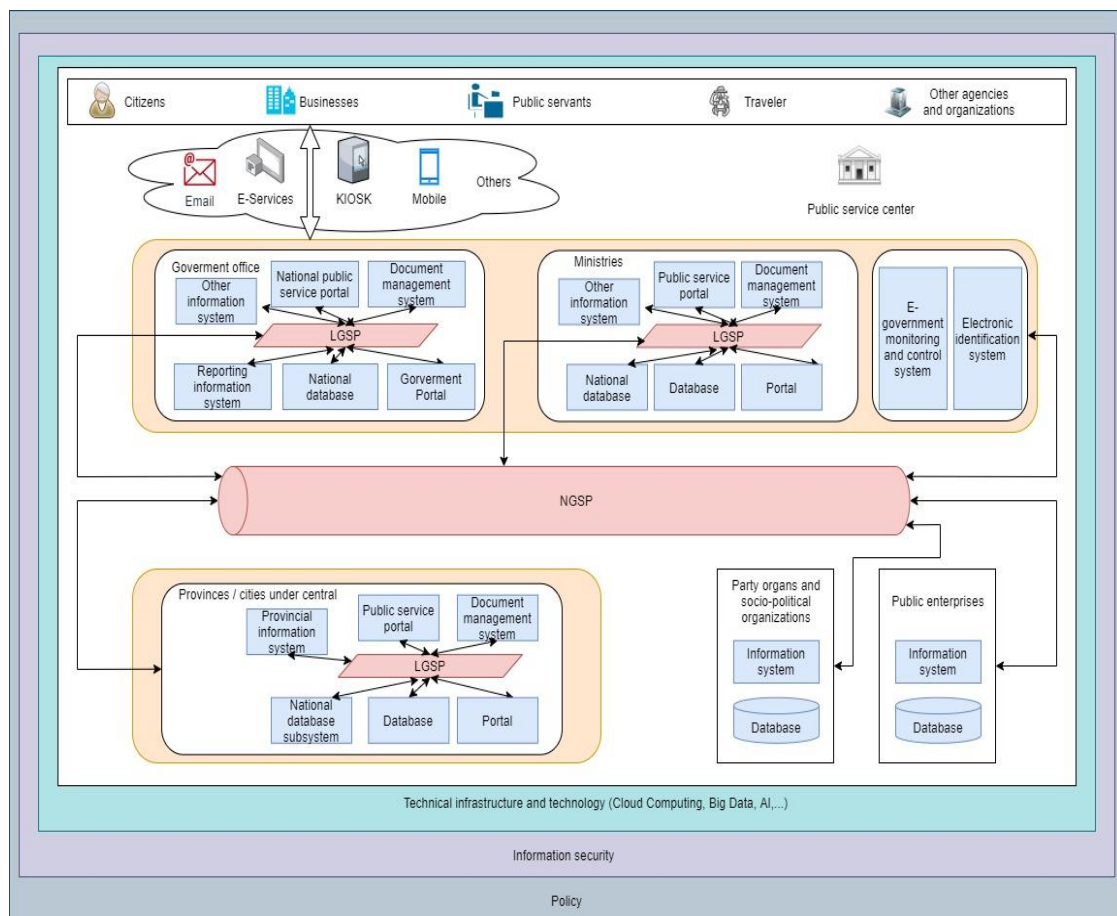 Citizens
Businesses
Public servants
Traveler
Other agencies
and organizations
Email
E-Services
KIOSK
Mobile
Others
Public service center
Goverment office
Other
information
system
National public
service portal
Document
management
system
LGSP
Reporting
information
system
National
database
Gorverment
Portal
Ministries
Other
information
system
Public service
portal
Document
management
system
LGSP
National
database
Database
Portal
E-
government
monitoring
and control
system
Electronic
identification
system
NGSP
Provinces / cities under central
Provincial
information
system
Public service
portal
Document
management
system
LGSP
National
database
subsystem
Database
Portal
Party organs and
socio-political
organizations
Information
system
Database
Public enterprises
Information
system
Database
Technical infrastructure and technology (Cloud Computing, Big Data, AI,...)
Information security
Policy